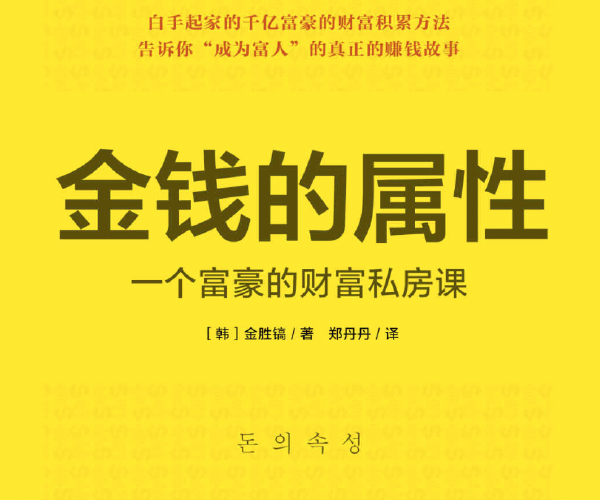 白手起家的千亿富豪的财富积累方法
告诉你“成为富人”的真正的赚钱故事
金钱的属性
一个富豪的财富私房课
[韩]金胜镐/著 郑丹丹/译
돈의속성